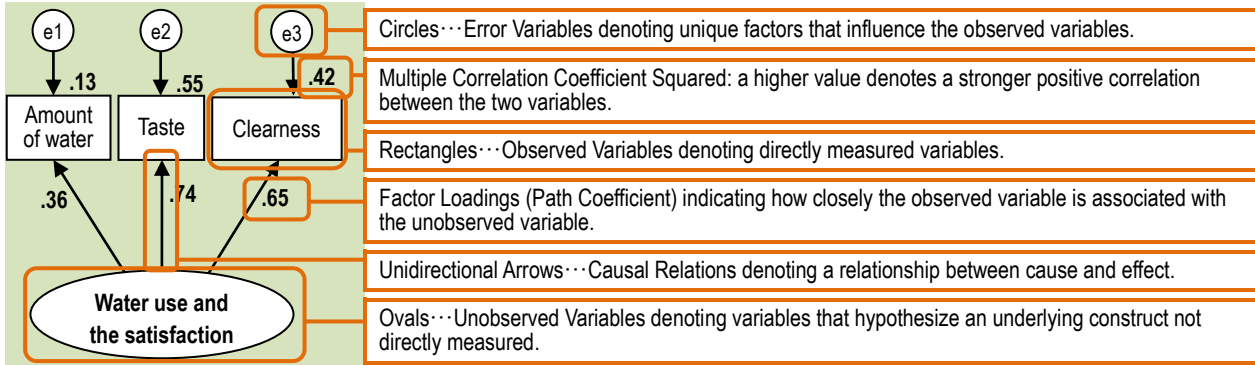 e1
e2
e3
.13
.55
.42
Amount
of water
Taste
Clearness
.36
.74
.65
Water use and
the satisfaction
Circles⋯Error Variables denoting unique factors that influence the observed variables.
Multiple Correlation Coefficient Squared: a higher value denotes a stronger positive correlation
between the two variables.
Rectangles⋯Observed Variables denoting directly measured variables.
Factor Loadings (Path Coefficient) indicating how closely the observed variable is associated with
the unobserved variable.
Unidirectional Arrows⋯Causal Relations denoting a relationship between cause and effect.
Ovals⋯Unobserved Variables denoting variables that hypothesize an underlying construct not
directly measured.